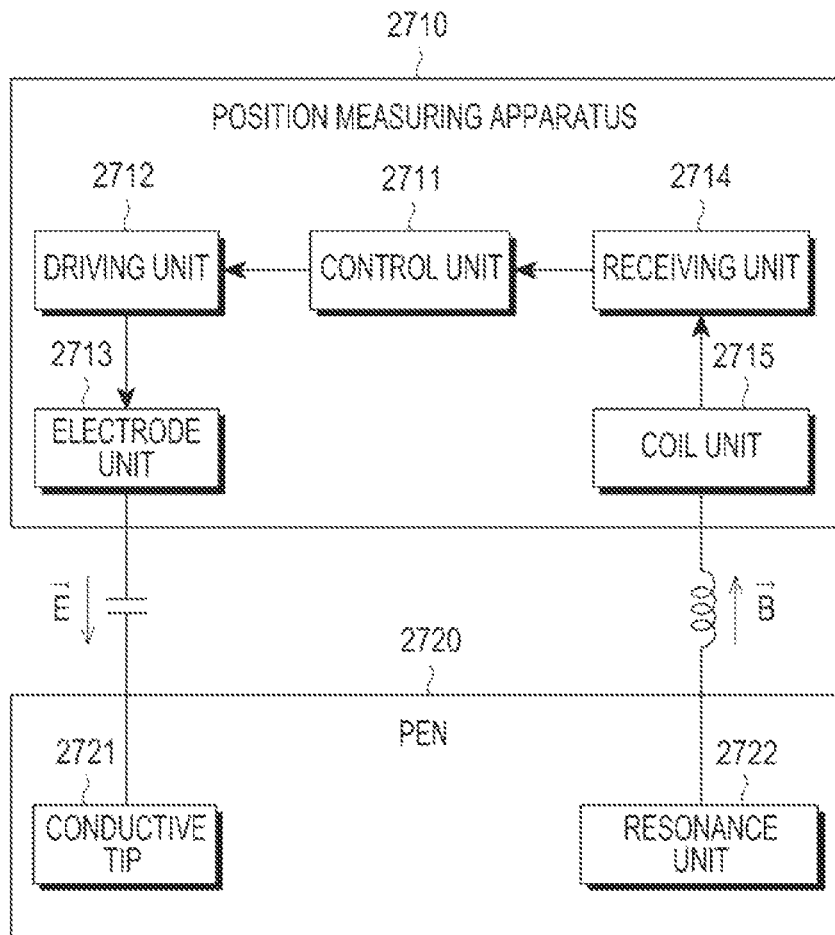 2710
POSITION MEASURING APPARATUS
2712
2711
2714
DRIVING UNIT
CONTROL UNIT
RECEIVING UNIT
2713
2715
ELECTRODE
UNIT
COIL UNIT
E
B
2720
PEN
2721
2722
CONDUCTIVE
TIP
RESONANCE
UNIT